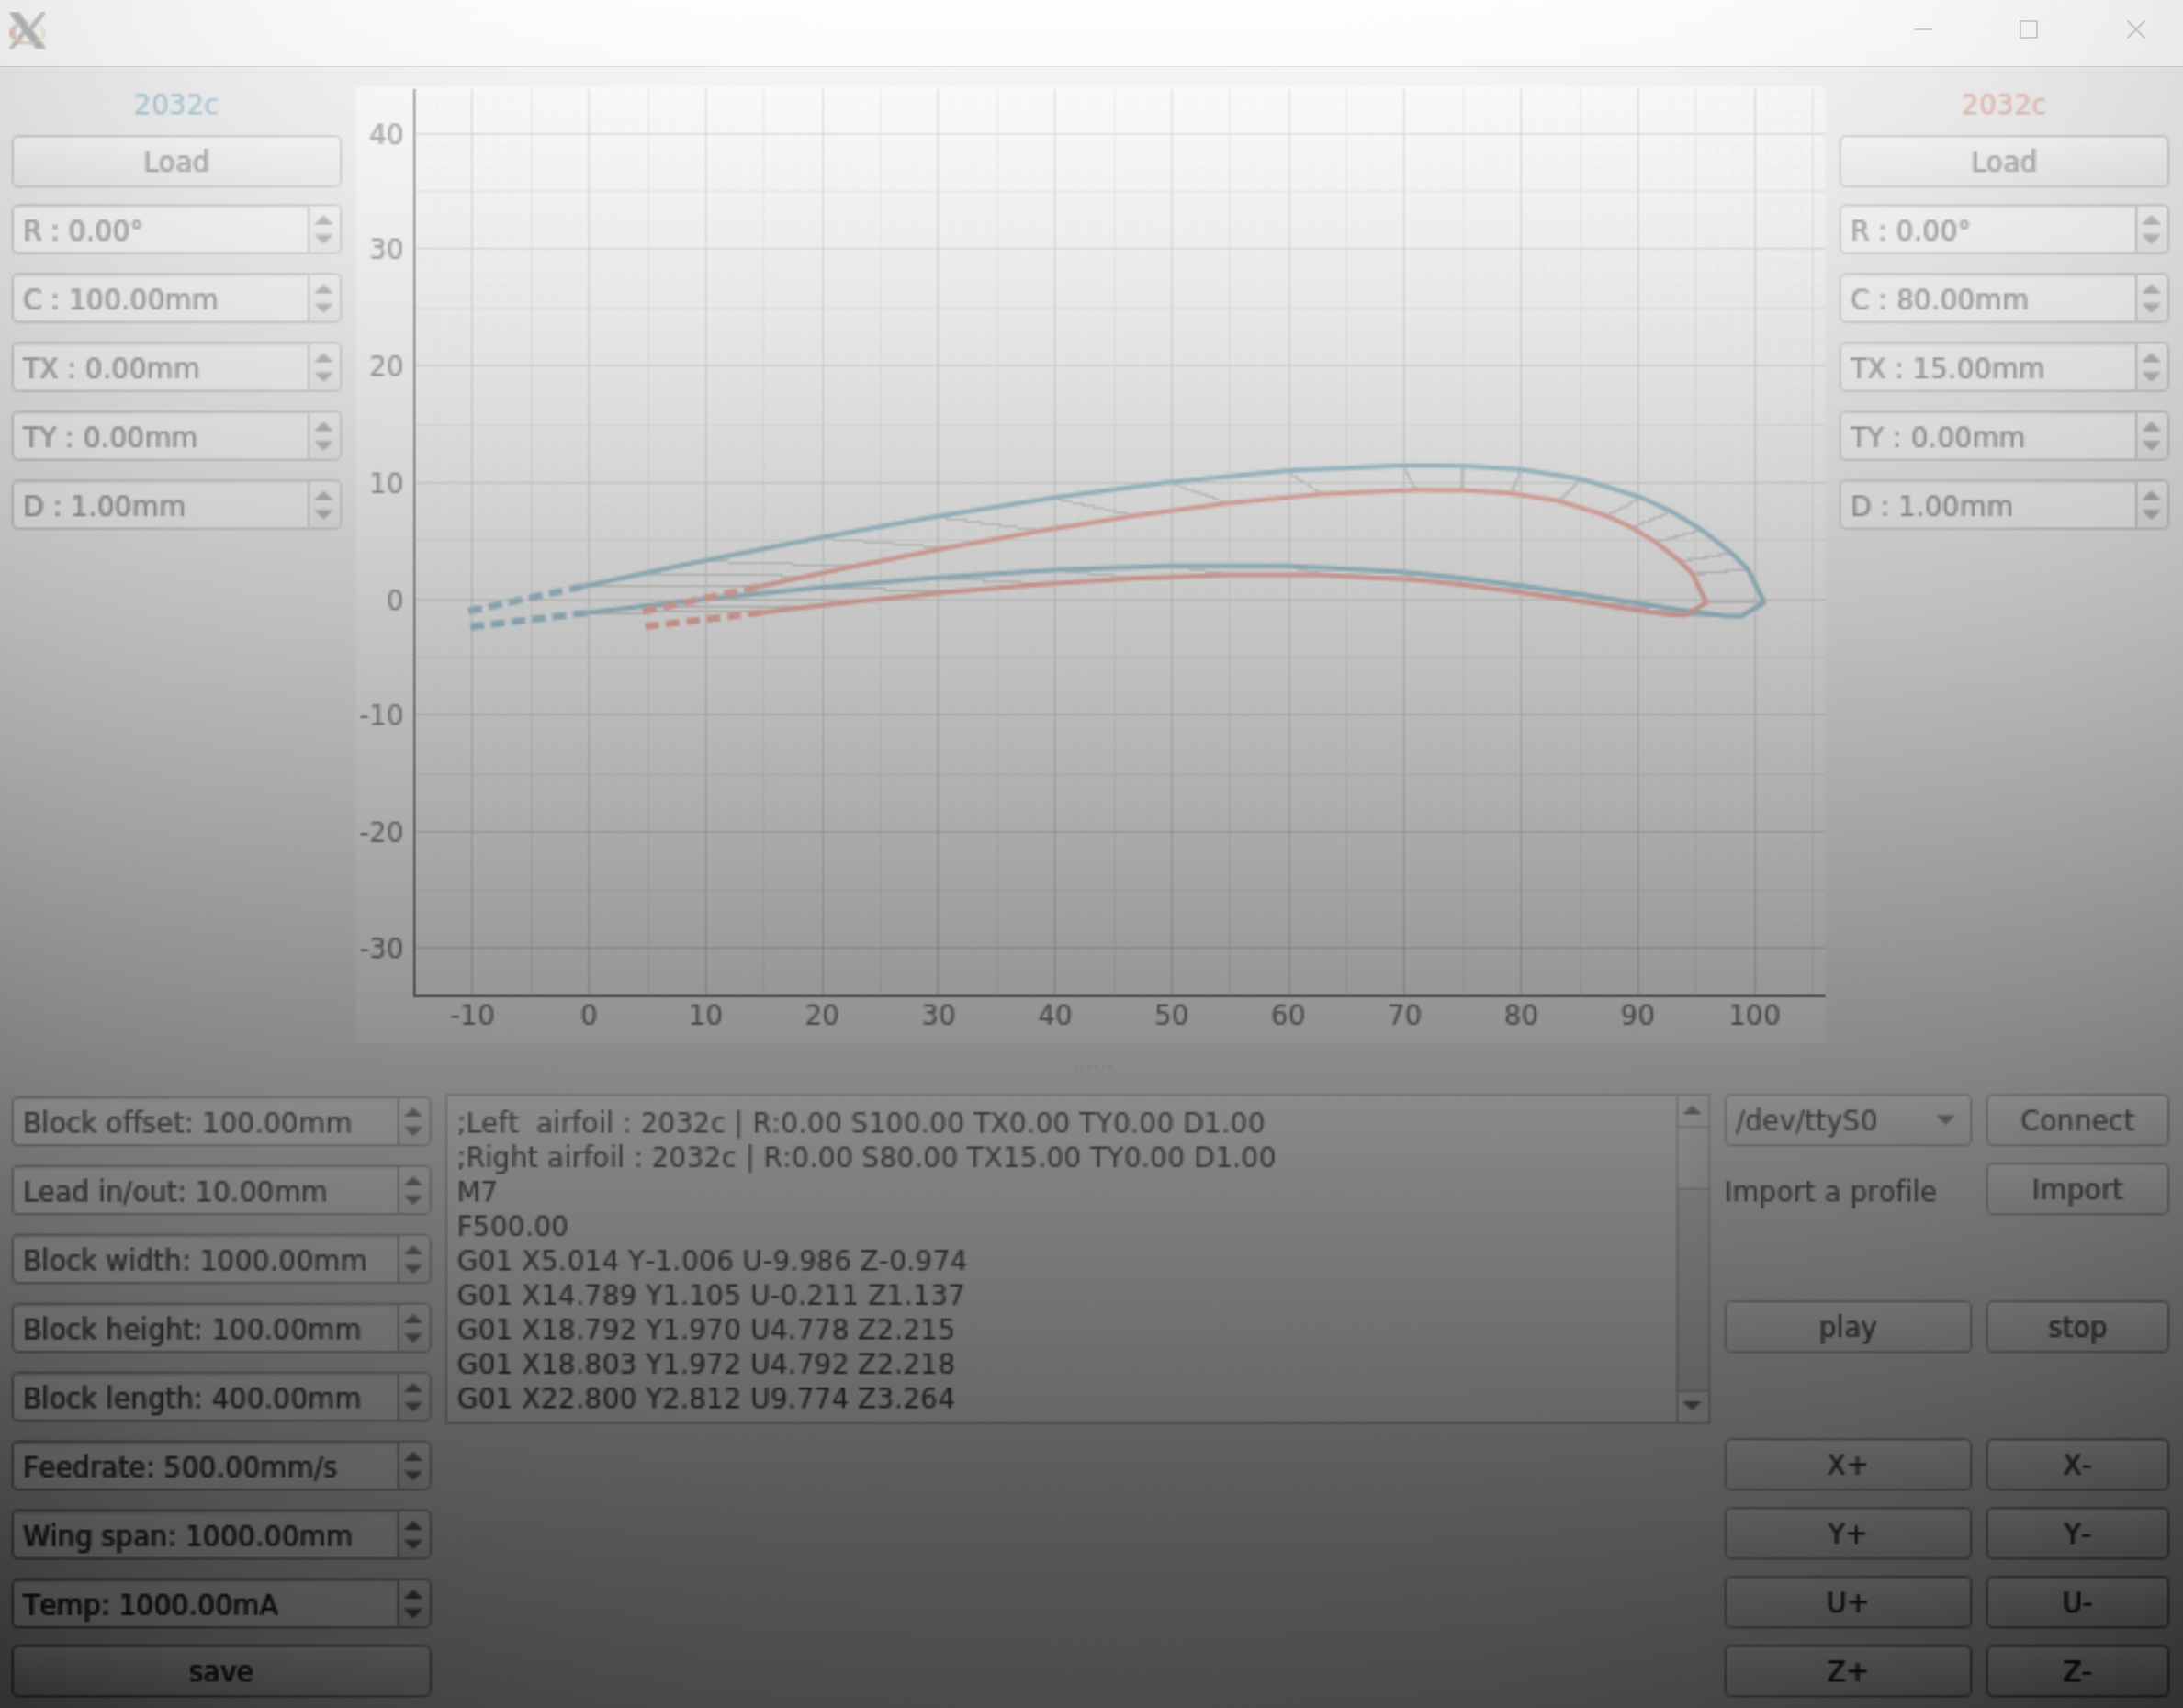 2032c
Load
R : 0.00°
C : 100.00mm
TX : 0.00mm
TY : 0.00mm
D : 1.00mm
40
30
20
10
0
-10
-20
-30
-10 0 10 20 30 40 50 60 70 80 90 100
2032c
Load
R : 0.00°
C : 80.00mm
TX : 15.00mm
TY : 0.00mm
D : 1.00mm
Block offset: 100.00mm
Lead in/out: 10.00mm
Block width: 1000.00mm
Block height: 100.00mm
Block length: 400.00mm
Feedrate: 500.00mm/s
Wing span: 1000.00mm
Temp: 1000.00mA
save
;Left  airfoil : 2032c | R:0.00 S100.00 TX0.00 TY0.00 D1.00
;Right airfoil : 2032c | R:0.00 S80.00 TX15.00 TY0.00 D1.00
M7
F500.00
G01 X5.014 Y-1.006 U-9.986 Z-0.974
G01 X14.789 Y1.105 U-0.211 Z1.137
G01 X18.792 Y1.970 U4.778 Z2.215
G01 X18.803 Y1.972 U4.792 Z2.218
G01 X22.800 Y2.812 U9.774 Z3.264
/dev/ttyS0 Connect
Import a profile Import
play stop
X+ X-
Y+ Y-
U+ U-
Z+ Z-